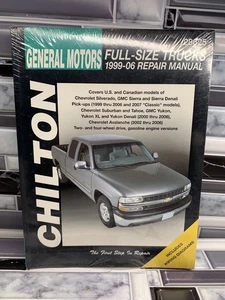 GENERAL MOTORS
FULL-SIZE TRUCKS
1999-06 REPAIR MANUAL
CHILTON
Covers U.S. and Canadian models of
Chevrolet Silverado, GMC Sierra and Sierra Denali
Pick-ups (1999 thru 2006 and 2007 "Classic" models),
Chevrolet Suburban and Tahoe, GMC Yukon,
Yukon XL and Yukon Denali (2000 thru 2006),
Chevrolet Avalanche (2002 thru 2006)
Two- and four-wheel drive, gasoline engine versions
INCLUDES
WIRING DIAGRAMS
The First Step In Repair